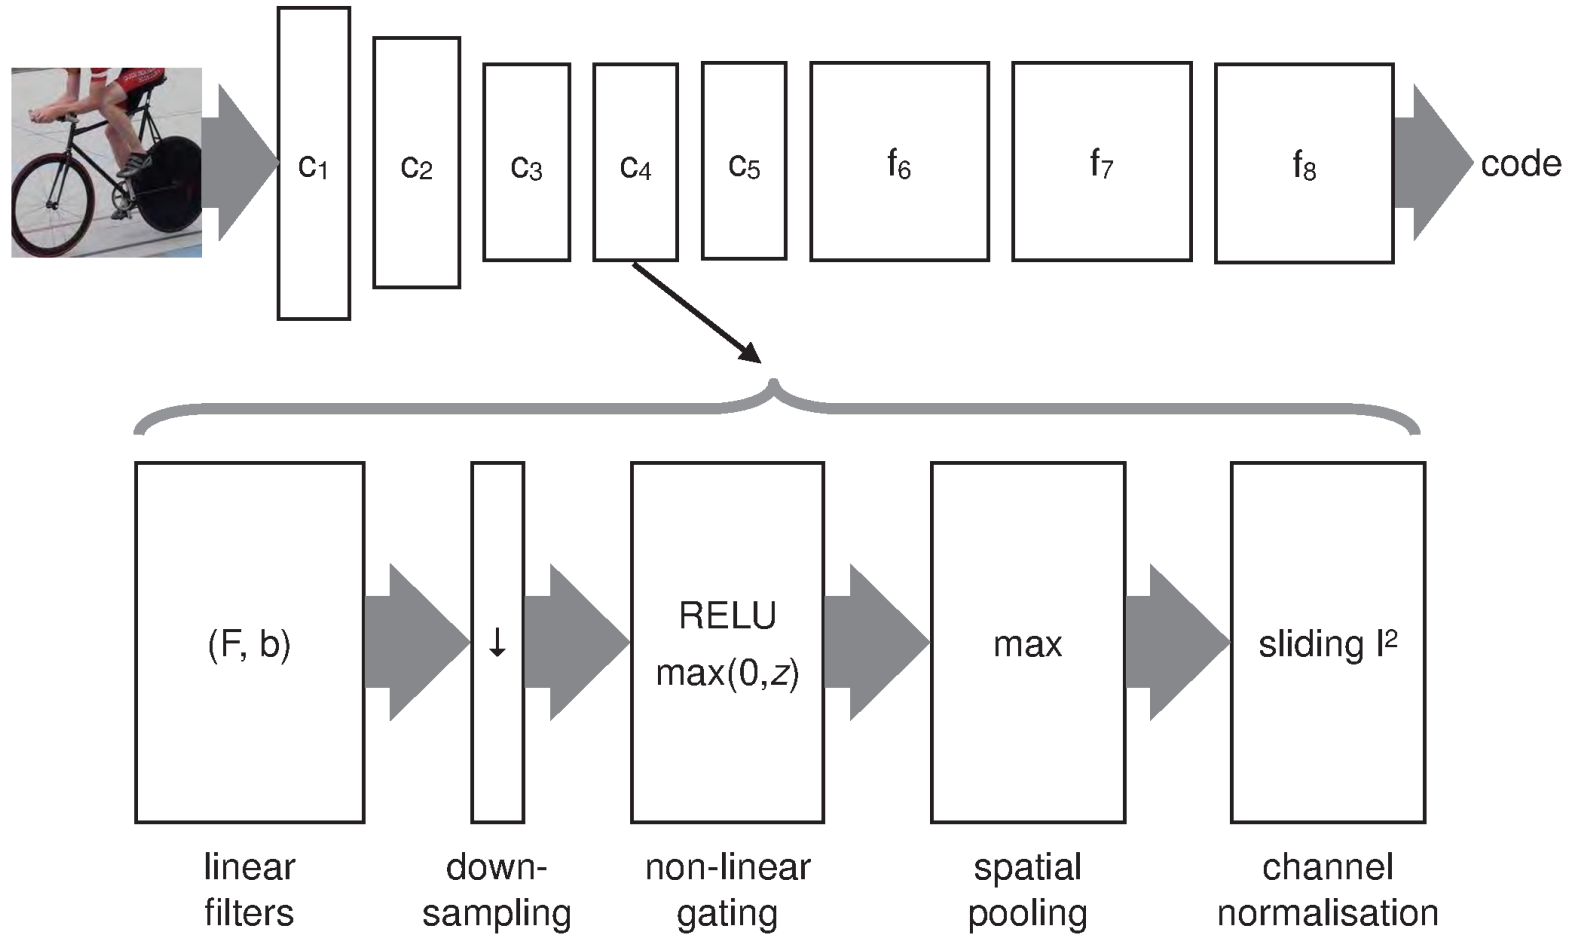 c₁ c₂ c₃ c₄ c₅ f₆ f₇ f₈ code
(F, b) ↓ RELU max(0,z) max sliding l²
linear filters
down-sampling
non-linear gating
spatial pooling
channel normalisation